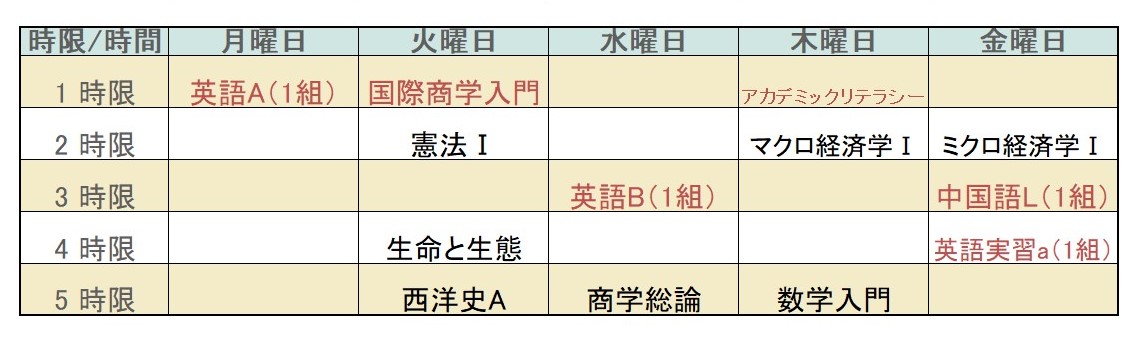 時限/時間 月曜日 火曜日 水曜日 木曜日 金曜日
1 時限 英語A(1組) 国際商学入門 アカデミックリテラシー
2 時限 憲法Ⅰ マクロ経済学Ⅰ ミクロ経済学Ⅰ
3 時限 英語B(1組) 中国語L(1組)
4 時限 生命と生態 英語実習a(1組)
5 時限 西洋史A 商学総論 数学入門